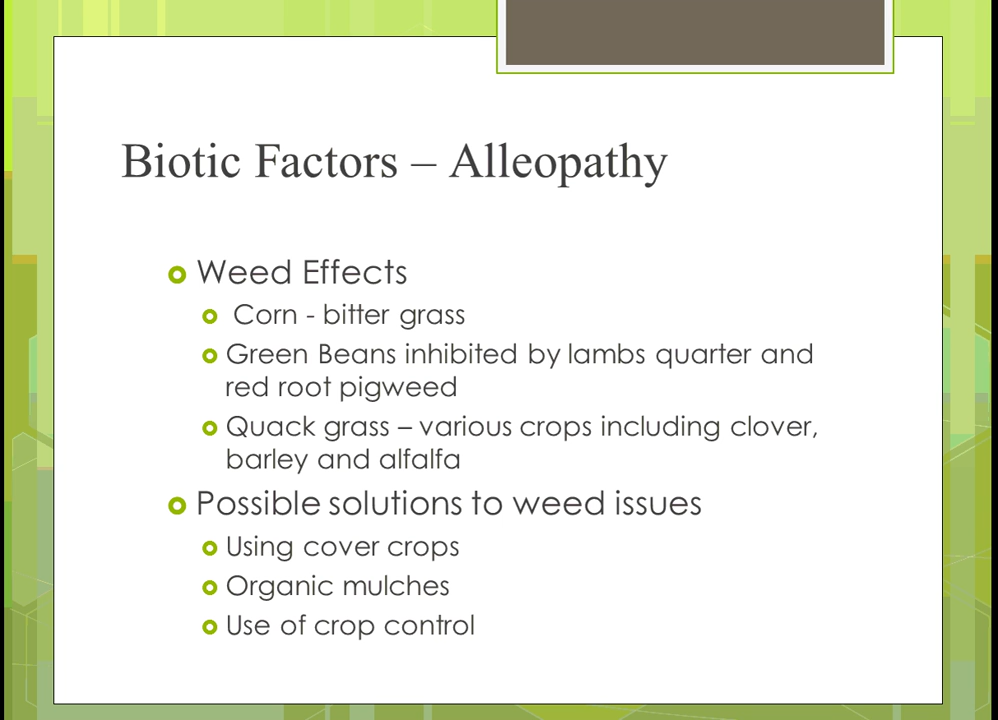 Biotic Factors – Alleopathy
Weed Effects
Corn - bitter grass
Green Beans inhibited by lambs quarter and
red root pigweed
Quack grass – various crops including clover,
barley and alfalfa
Possible solutions to weed issues
Using cover crops
Organic mulches
Use of crop control